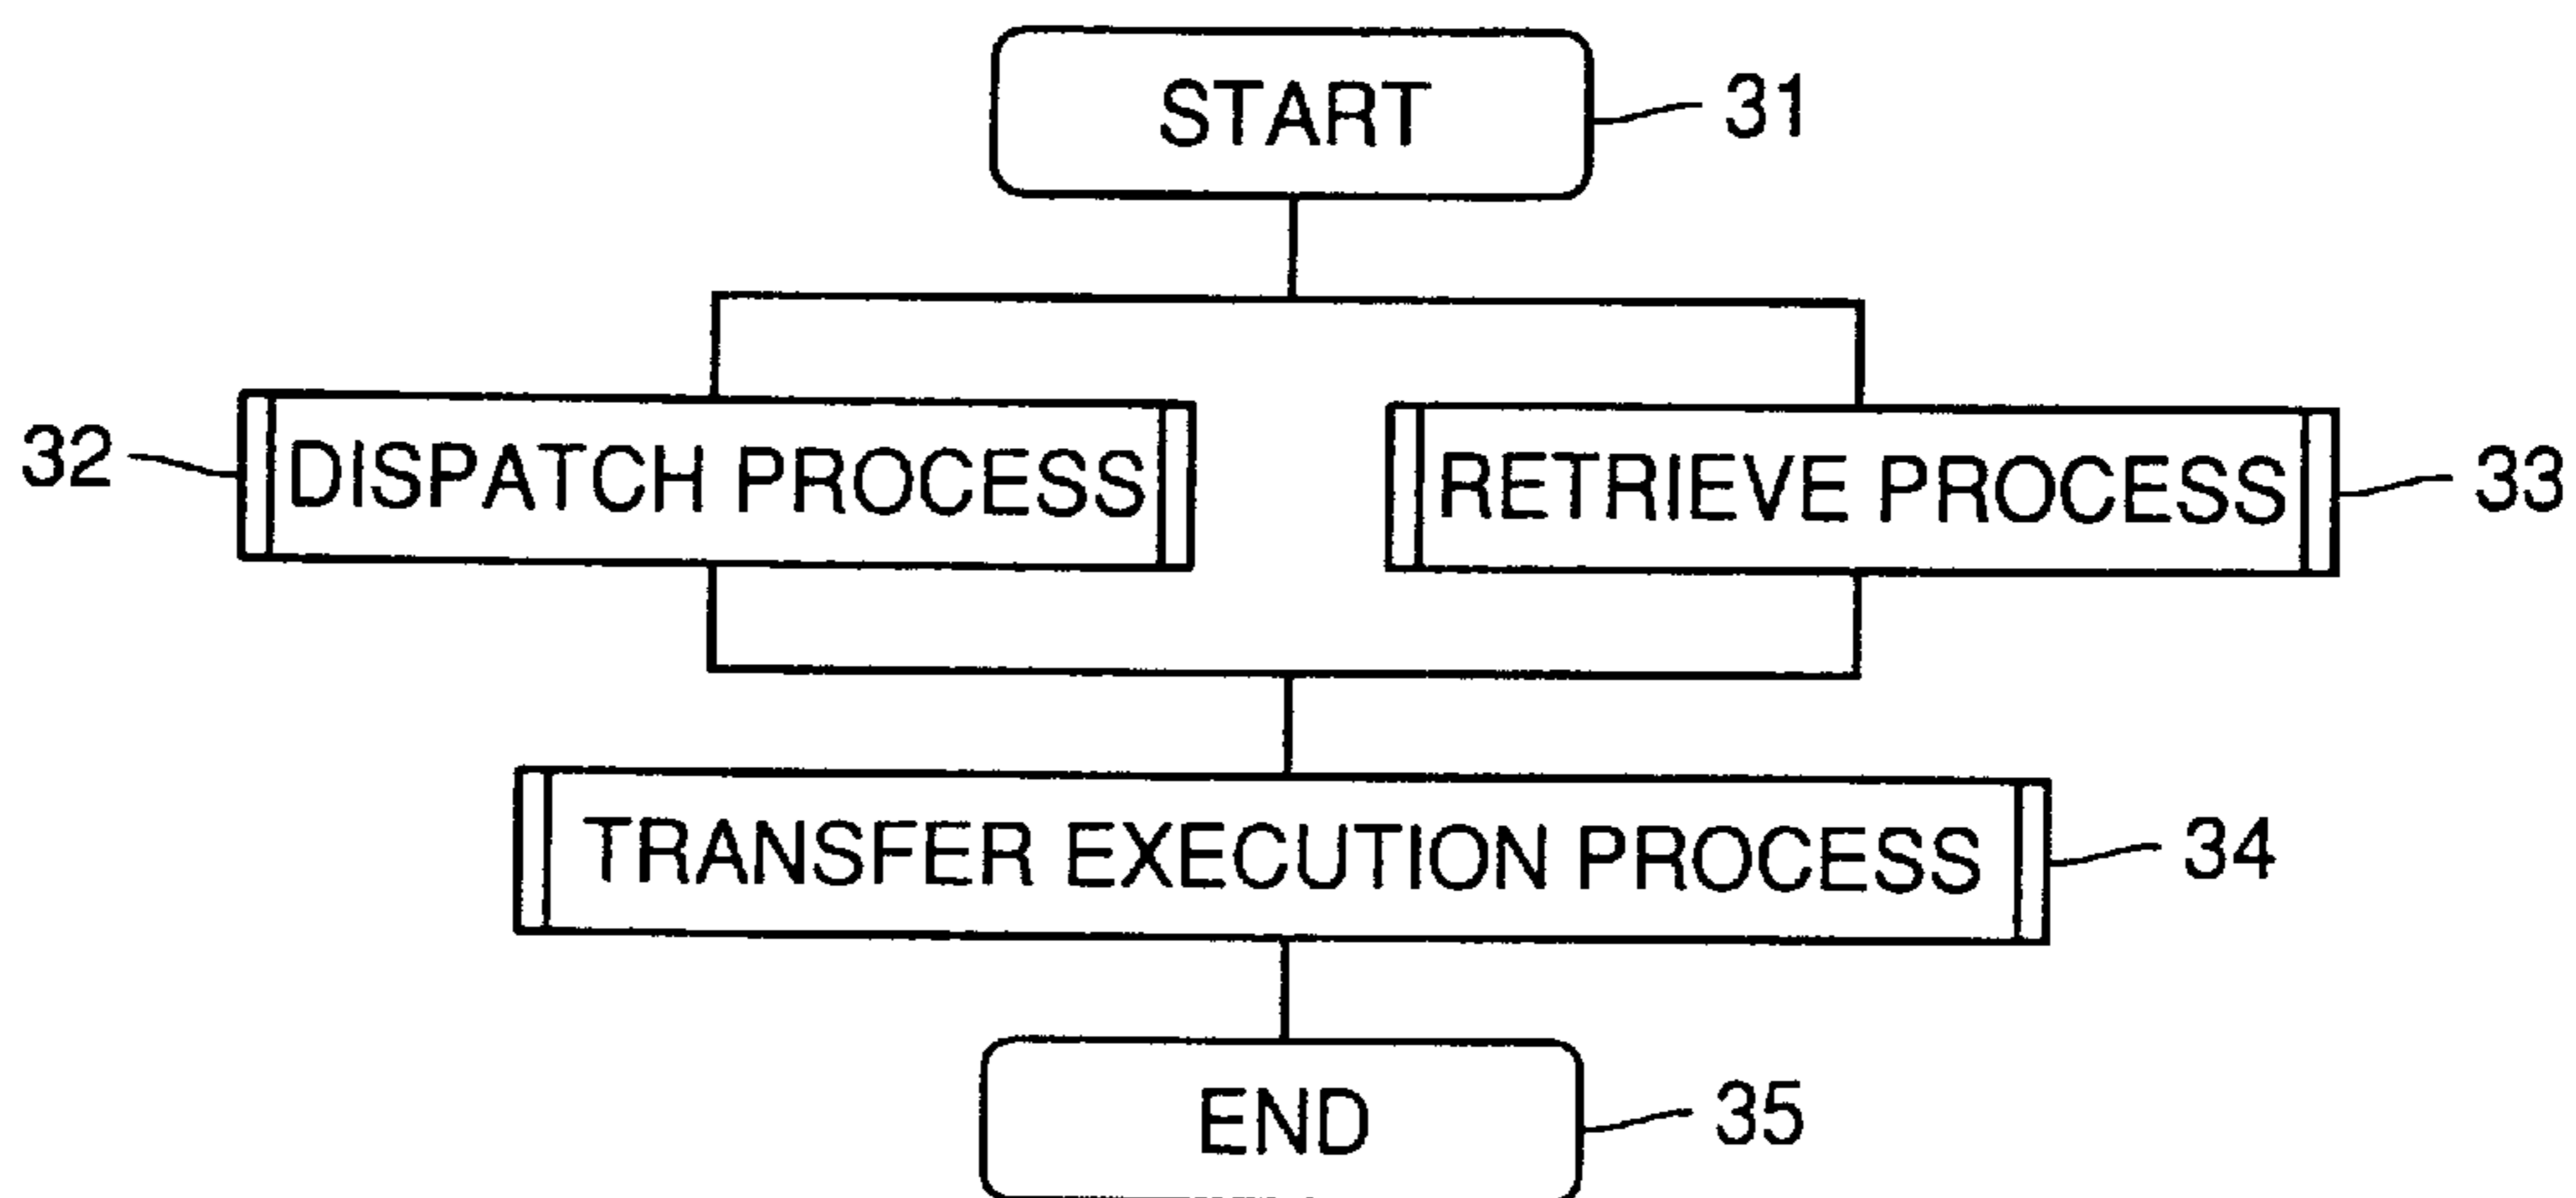 START
31
32
DISPATCH PROCESS
RETRIEVE PROCESS
33
TRANSFER EXECUTION PROCESS
34
END
35